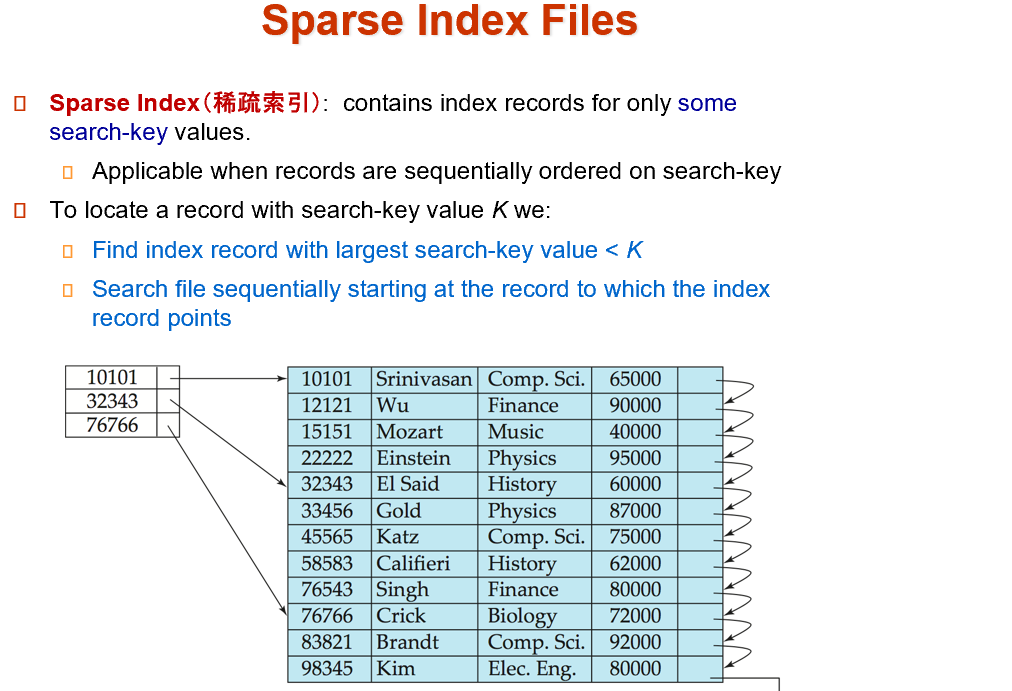 Sparse Index Files
Sparse Index(稀疏索引): contains index records for only some
search-key values.
Applicable when records are sequentially ordered on search-key
To locate a record with search-key value K we:
Find index record with largest search-key value < K
Search file sequentially starting at the record to which the index
record points
10101
32343
76766
10101 Srinivasan Comp. Sci. 65000
12121 Wu Finance 90000
15151 Mozart Music 40000
22222 Einstein Physics 95000
32343 El Said History 60000
33456 Gold Physics 87000
45565 Katz Comp. Sci. 75000
58583 Califieri History 62000
76543 Singh Finance 80000
76766 Crick Biology 72000
83821 Brandt Comp. Sci. 92000
98345 Kim Elec. Eng. 80000